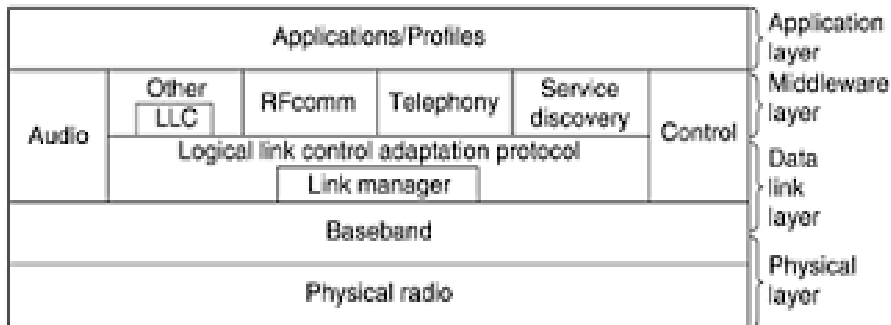 Applications/Profiles
Application
layer
Audio
Other
LLC
RFcomm
Telephony
Service
discovery
Control
Middleware
layer
Logical link control adaptation protocol
Link manager
Data
link
layer
Baseband
Physical radio
Physical
layer